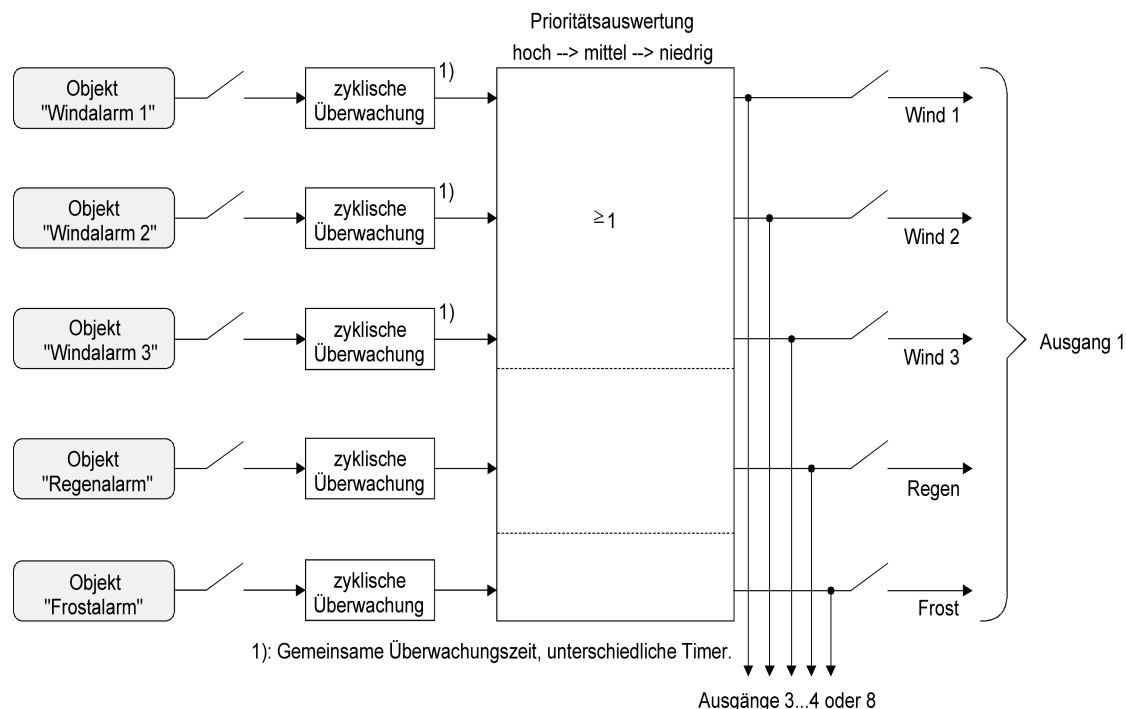 Prioritätsauswertung
hoch --> mittel --> niedrig
Objekt
"Windalarm 1"
zyklische
Überwachung
1)
Wind 1
Objekt
"Windalarm 2"
zyklische
Überwachung
1)
≥1
Wind 2
Objekt
"Windalarm 3"
zyklische
Überwachung
1)
Wind 3
Ausgang 1
Objekt
"Regenalarm"
zyklische
Überwachung
Regen
Objekt
"Frostalarm"
zyklische
Überwachung
Frost
1): Gemeinsame Überwachungszeit, unterschiedliche Timer.
Ausgänge 3...4 oder 8